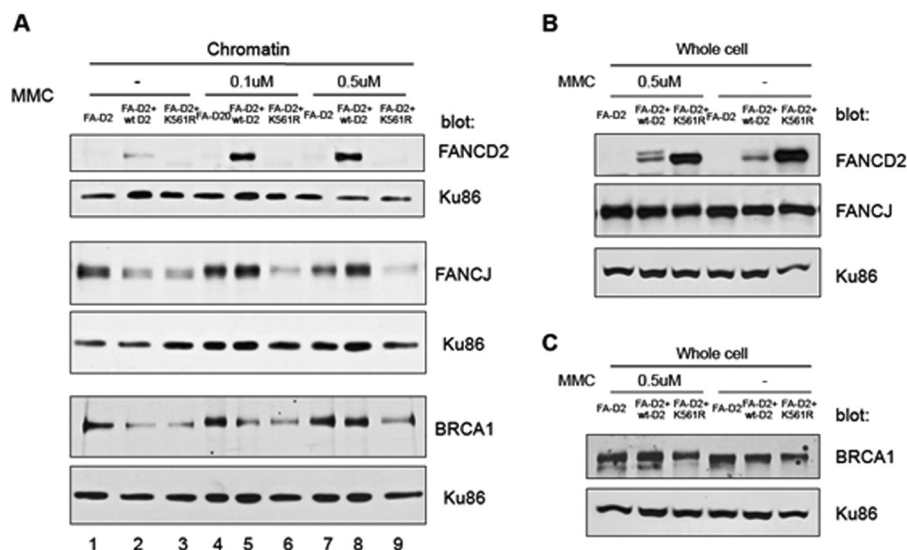 A
Chromatin
MMC - 0.1uM 0.5uM
FA-D2 FA-D2+ wt-D2 FA-D2+ K561R FA-D20 FA-D2+ wt-D2 FA-D2+ K561R FA-D2 FA-D2+ wt-D2 FA-D2+ K561R blot:
FANCD2
Ku86
FANCJ
Ku86
BRCA1
Ku86
1 2 3 4 5 6 7 8 9
B
Whole cell
MMC 0.5uM -
FA-D2 FA-D2+ wt-D2 FA-D2+ K561R FA-D2 FA-D2+ wt-D2 FA-D2+ K561R blot:
FANCD2
FANCJ
Ku86
C
Whole cell
MMC 0.5uM -
FA-D2 FA-D2+ wt-D2 FA-D2+ K561R FA-D2 FA-D2+ wt-D2 FA-D2+ K561R blot:
BRCA1
Ku86